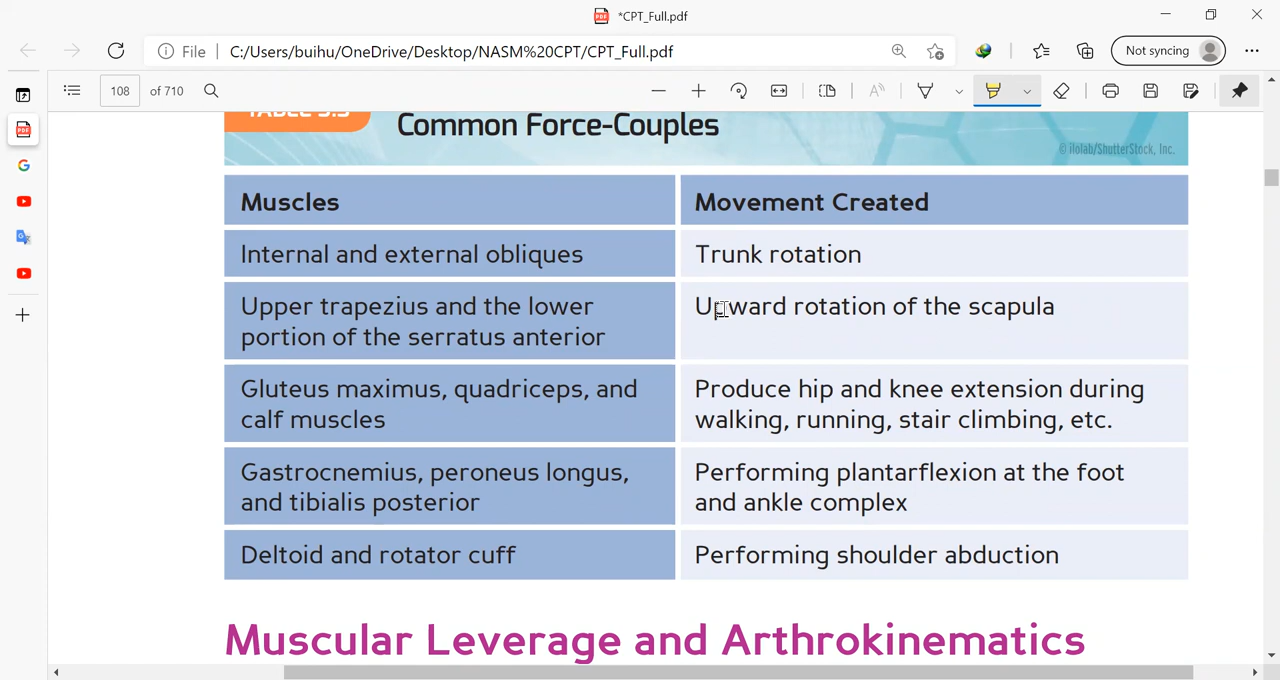 *CPT_Full.pdf
File | C:/Users/buihu/OneDrive/Desktop/NASM%20CPT/CPT_Full.pdf
Not syncing
108 of 710
Common Force-Couples
© ilolab/ShutterStock, Inc.
Muscles
Movement Created
Internal and external obliques
Trunk rotation
Upper trapezius and the lower
portion of the serratus anterior
Upward rotation of the scapula
Gluteus maximus, quadriceps, and
calf muscles
Produce hip and knee extension during
walking, running, stair climbing, etc.
Gastrocnemius, peroneus longus,
and tibialis posterior
Performing plantarflexion at the foot
and ankle complex
Deltoid and rotator cuff
Performing shoulder abduction
Muscular Leverage and Arthrokinematics